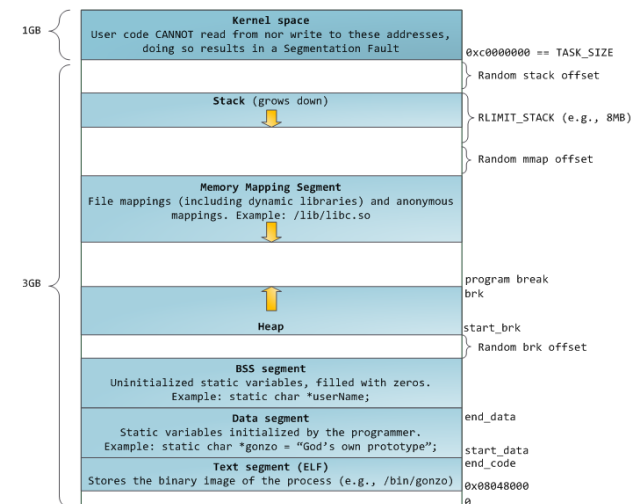 Kernel space
1GB
User code CANNOT read from nor write to these addresses,
doing so results in a Segmentation Fault
0xc0000000 == TASK_SIZE
Random stack offset
Stack (grows down)
RLIMIT_STACK (e.g., 8MB)
Random mmap offset
Memory Mapping Segment
File mappings (including dynamic libraries) and anonymous
mappings. Example: /lib/libc.so
3GB
program break
brk
Heap
start_brk
Random brk offset
BSS segment
Uninitialized static variables, filled with zeros.
Example: static char *userName;
Data segment
end_data
Static variables initialized by the programmer.
Example: static char *gonzo = “God’s own prototype”;
start_data
end_code
Text segment (ELF)
Stores the binary image of the process (e.g., /bin/gonzo)
0x08048000
0